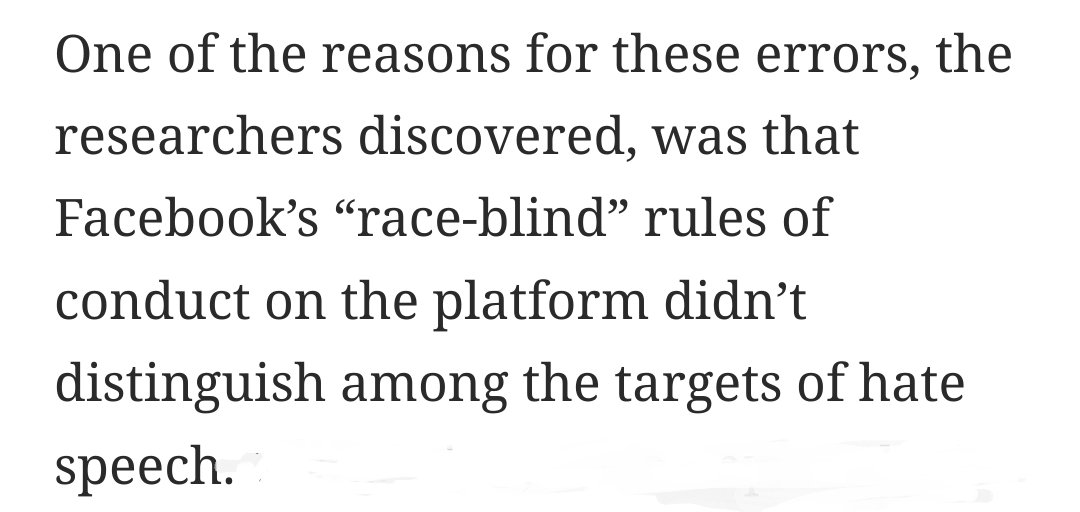 One of the reasons for these errors, the
researchers discovered, was that
Facebook’s “race-blind” rules of
conduct on the platform didn’t
distinguish among the targets of hate
speech.